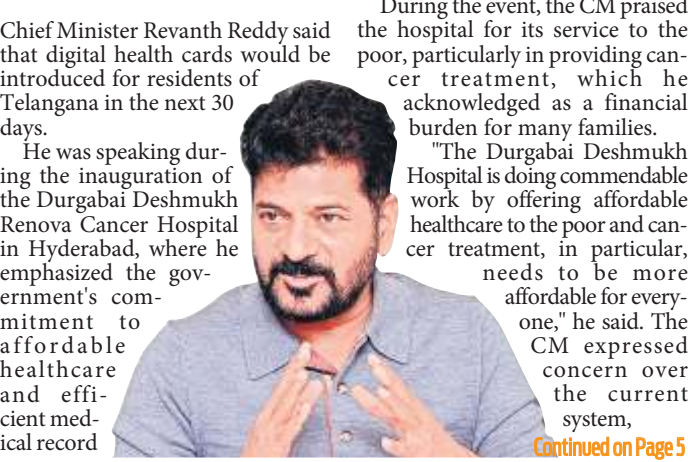 Chief Minister Revanth Reddy said
that digital health cards would be
introduced for residents of
Telangana in the next 30
days.
He was speaking dur-
ing the inauguration of
the Durgabai Deshmukh
Renova Cancer Hospital
in Hyderabad, where he
emphasized the gov-
ernment's com-
mitment to
affordable
healthcare
and effi-
cient med-
ical record
During the event, the CM praised
the hospital for its service to the
poor, particularly in providing can-
cer treatment, which he
acknowledged as a financial
burden for many families.
"The Durgabai Deshmukh
Hospital is doing commendable
work by offering affordable
healthcare to the poor and can-
cer treatment, in particular,
needs to be more
affordable for every-
one," he said. The
CM expressed
concern over
the current
system,
Continued on Page 5